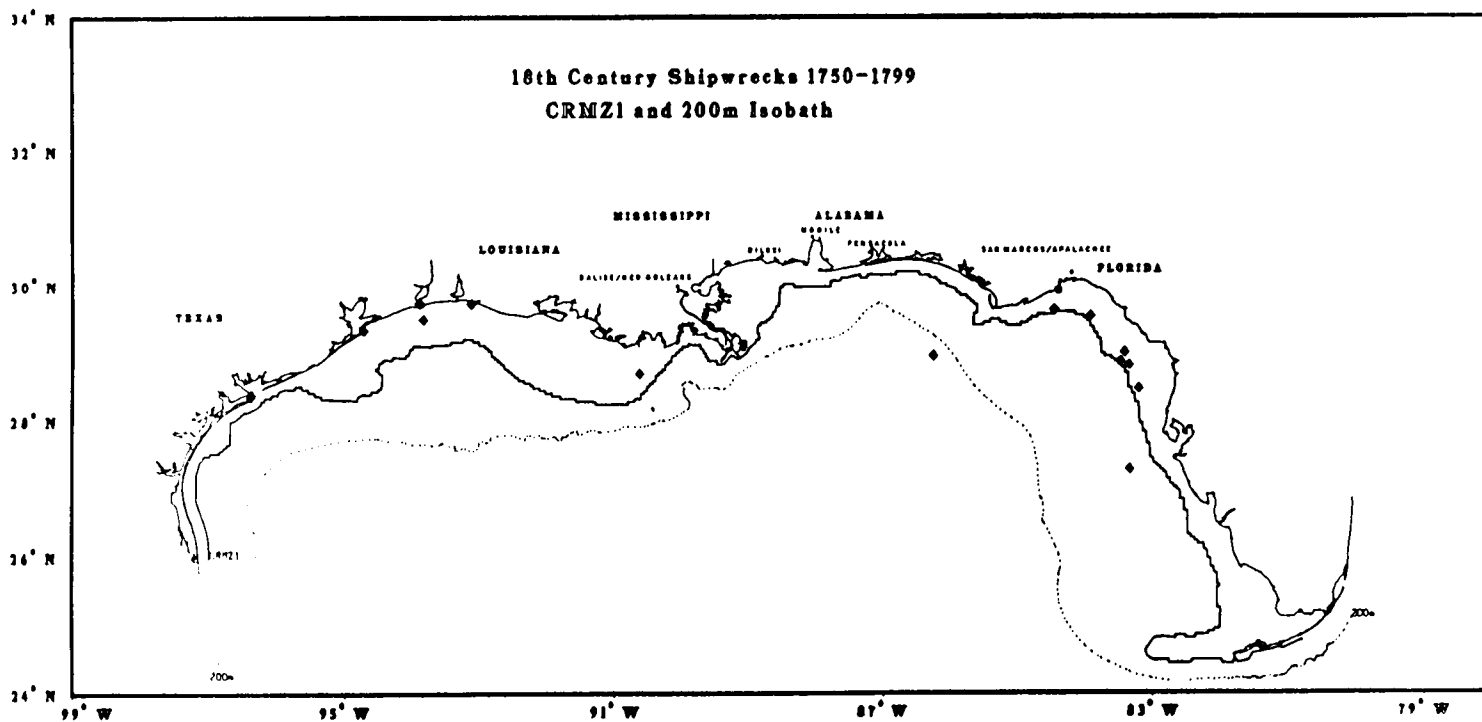 34° N
18th Century Shipwrecks 1750-1799
CRMZ1 and 200m Isobath
32° N
MISSISSIPPI
ALABAMA
MOBILE
LOUISIANA
BILOXI
PENSACOLA
SAN MARCOS/APALACHEE
BALISE/NEW ORLEANS
FLORIDA
30° N
TEXAS
28° N
26° N
CRMZ1
200m
200m
24° N
99° W
95° W
91° W
87° W
83° W
79° W